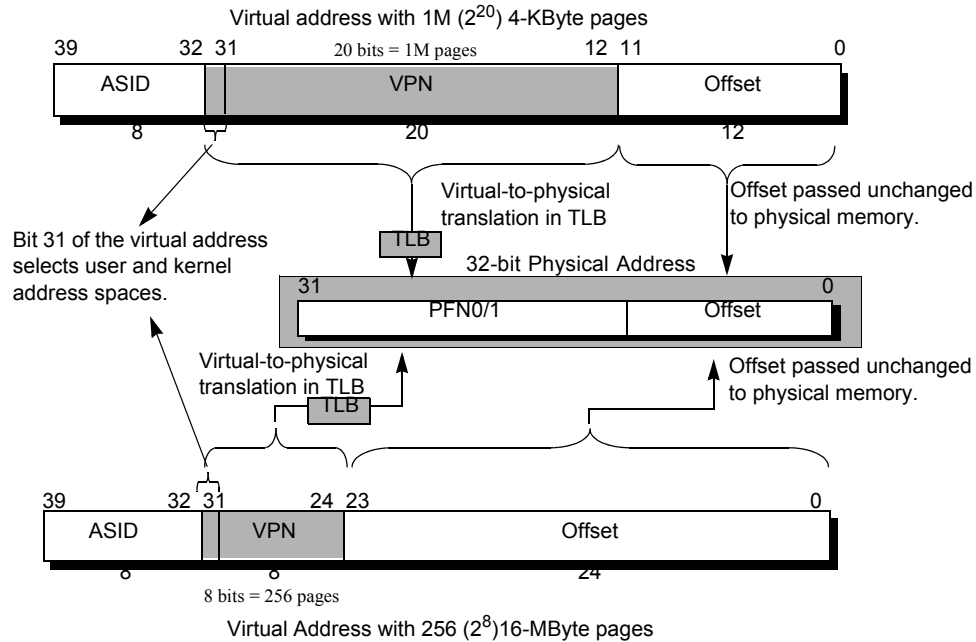 Virtual address with 1M (2²⁰) 4-KByte pages
39 32 31 20 bits = 1M pages 12 11 0
ASID VPN Offset
8 20 12
Virtual-to-physical
translation in TLB
TLB
Offset passed unchanged
to physical memory.
Bit 31 of the virtual address
selects user and kernel
address spaces.
32-bit Physical Address
31 0
PFN0/1 Offset
Virtual-to-physical
translation in TLB
TLB
Offset passed unchanged
to physical memory.
39 32 31 24 23 0
ASID VPN Offset
8 8 24
8 bits = 256 pages
Virtual Address with 256 (2⁸)16-MByte pages